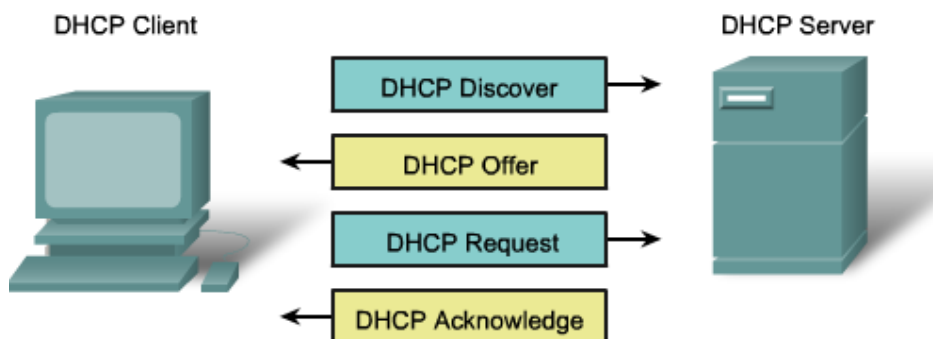 DHCP Client
DHCP Server
DHCP Discover
DHCP Offer
DHCP Request
DHCP Acknowledge